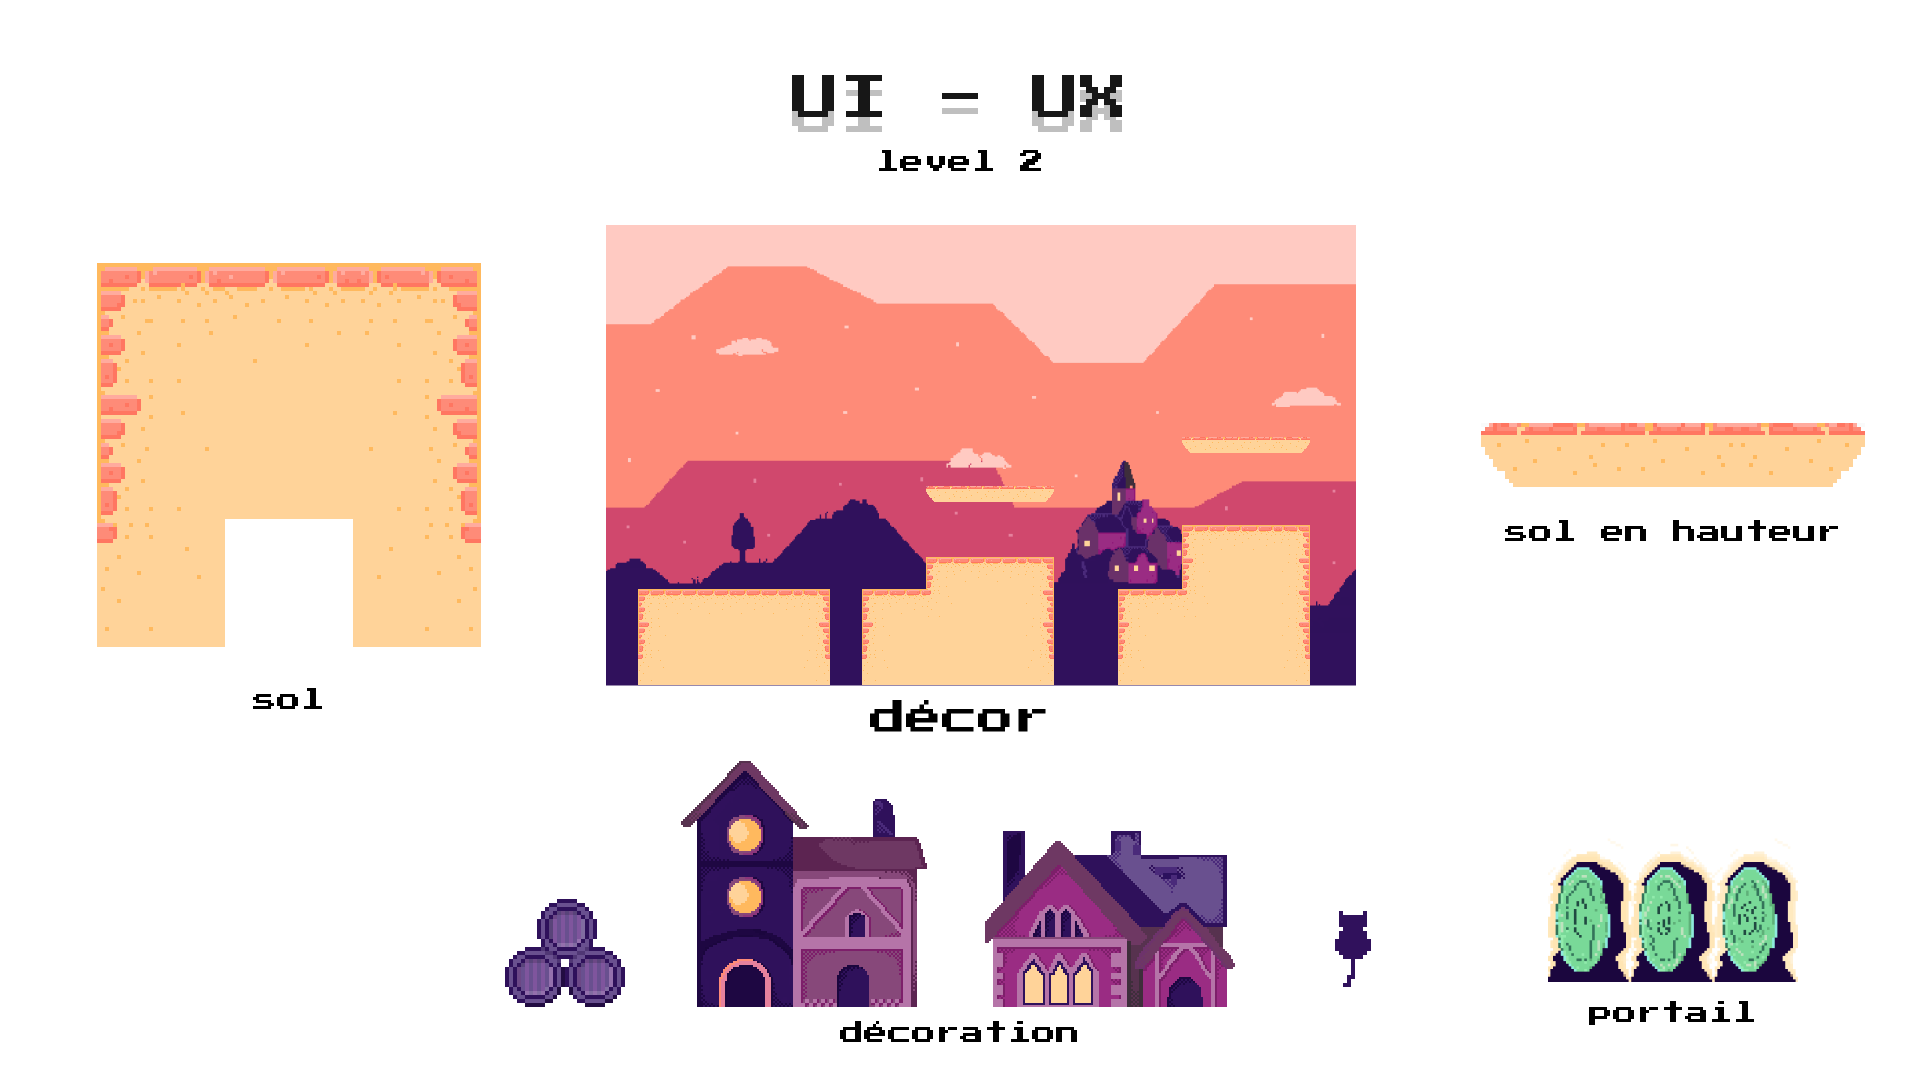 UI = UX
level 2
sol
décor
sol en hauteur
décoration
portail